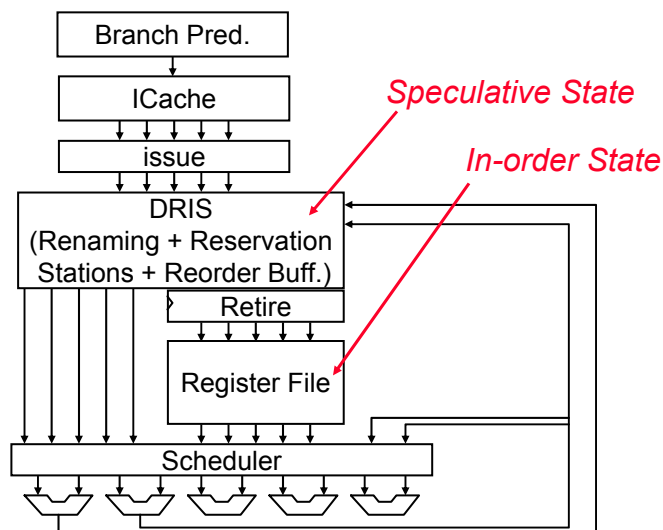 Branch Pred.
ICache
Speculative State
issue
In-order State
DRIS
(Renaming + Reservation
Stations + Reorder Buff.)
Retire
Register File
Scheduler